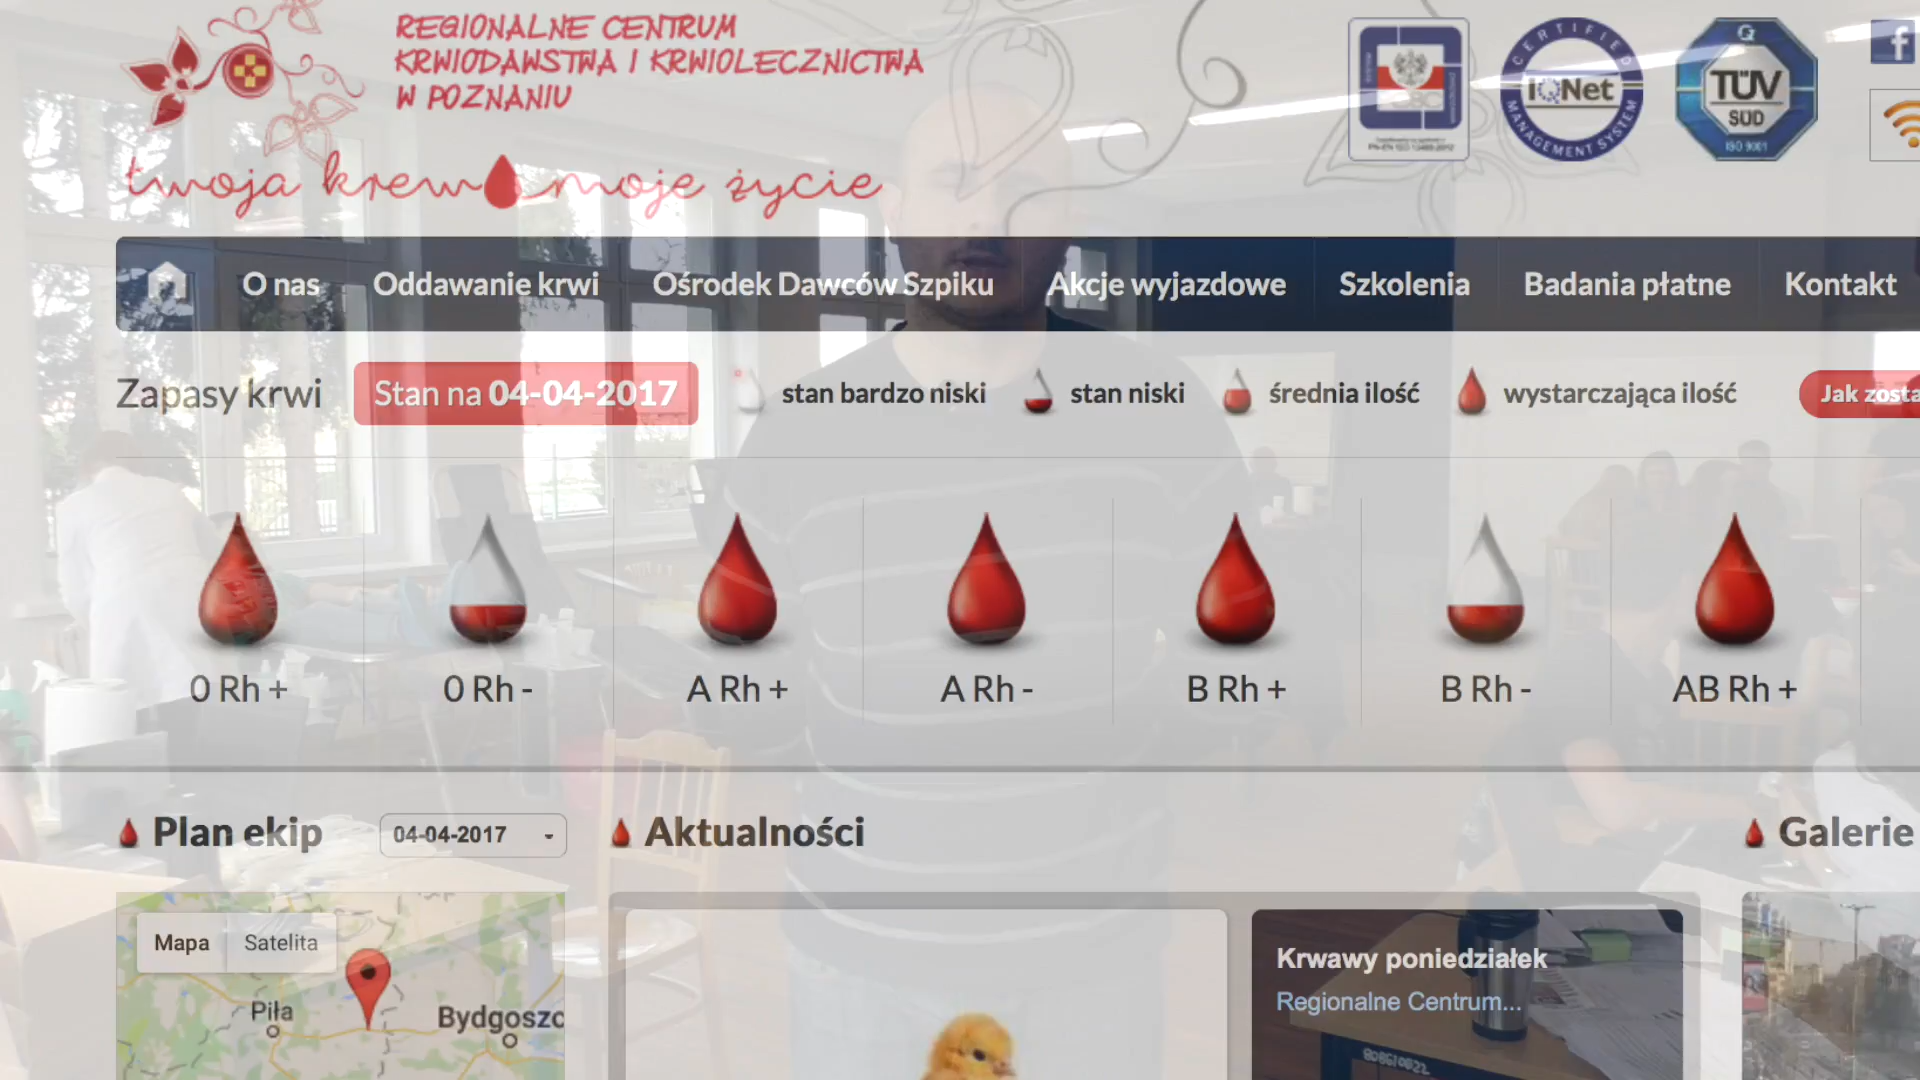 REGIONALNE CENTRUM
KRWIODAWSTWA I KRWIOLECZNICTWA
W POZNANIU
twoja krew moje życie
CERTIFIED
IQNet
MANAGEMENT SYSTEM
TÜV
SÜD
ISO 9001
f
O nas
Oddawanie krwi
Ośrodek Dawców Szpiku
Akcje wyjazdowe
Szkolenia
Badania płatne
Kontakt
Zapasy krwi
Stan na 04-04-2017
stan bardzo niski
stan niski
średnia ilość
wystarczająca ilość
Jak zosta
0 Rh +
0 Rh -
A Rh +
A Rh -
B Rh +
B Rh -
AB Rh +
Plan ekip
04-04-2017
Aktualności
Galerie
Mapa
Satelita
Piła
Bydgoszc
Krwawy poniedziałek
Regionalne Centrum...